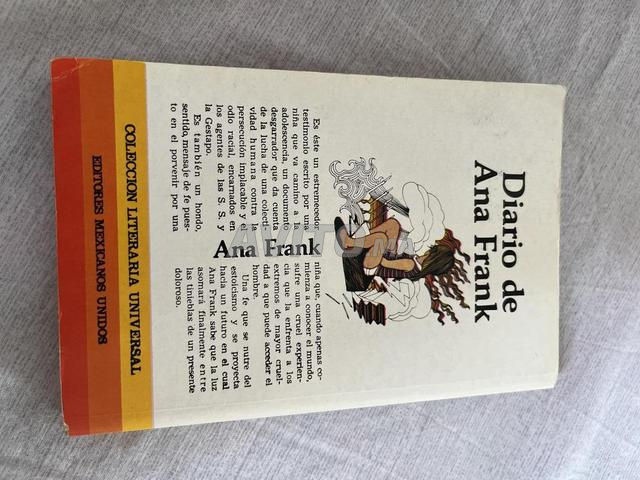 Diario de
Ana Frank
Es éste un estremecedor
testimonio escrito por una
niña que va camino a la
adolescencia, un documento
desgarrador que da cuenta
de la lucha de una colecti-
vidad humana contra la
persecución implacable y el
odio racial, encarnados en
los agentes de las S. S. y
la Gestapo.
Es también un hondo,
sentido, mensaje de fe pues-
to en el porvenir por una
Ana Frank
niña que, cuando apenas co-
mienza a conocer el mundo,
sufre una cruel experien-
cia que la enfrenta a los
extremos de mayor cruel-
dad a que puede acceder el
hombre.
Una fe que se nutre del
estoicismo y se proyecta
hacia un futuro en el cual
Ana Frank sabe que la luz
asomará finalmente entre
las tinieblas de un presente
doloroso.
COLECCION LITERARIA UNIVERSAL
EDITORES MEXICANOS UNIDOS